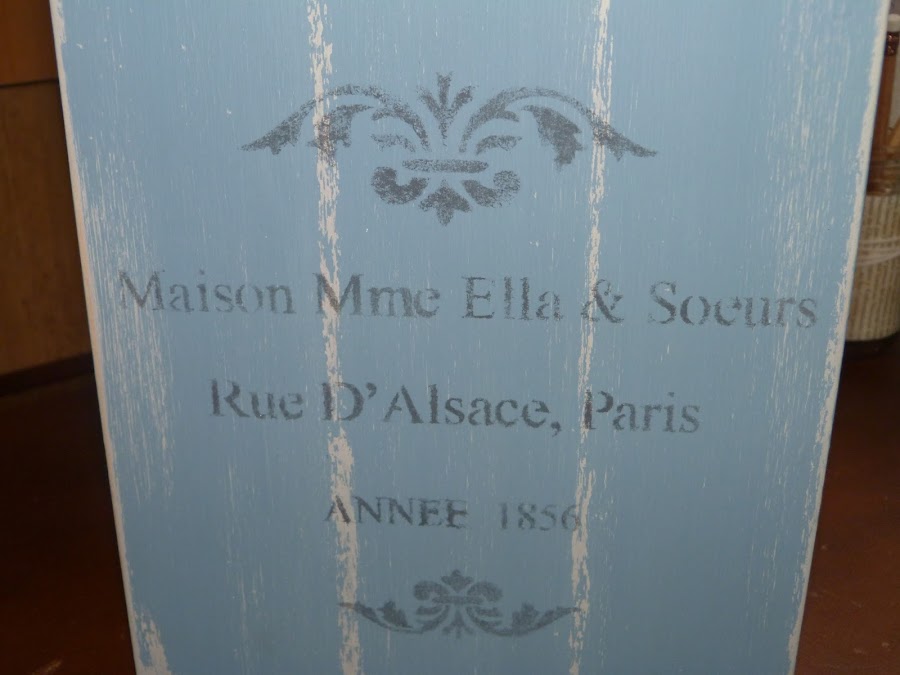 Maison Mme Ella & Soeurs
Rue D'Alsace, Paris
ANNEE 1856